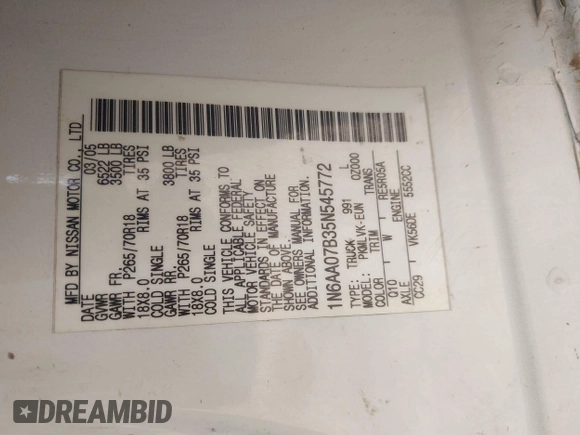 MFD BY NISSAN MOTOR CO., LTD
DATE 03/05
GVWR 6522 LB
GAWR FR 3500 LB
WITH P265/70R18 TIRES
18X8.0 RIMS AT 35 PSI
COLD SINGLE
GAWR RR 3800 LB
WITH P265/70R18 TIRES
18X8.0 RIMS AT 35 PSI
COLD SINGLE
THIS VEHICLE CONFORMS TO
ALL APPLICABLE FEDERAL
MOTOR VEHICLE SAFETY
STANDARDS IN EFFECT ON
THE DATE OF MANUFACTURE
SHOWN ABOVE.
SEE OWNERS MANUAL FOR
ADDITIONAL INFORMATION.
1N6AA07B35N545772
TYPE: TRUCK 991 0Z000
MODEL: PKMLVK-EUN L
COLOR TRIM TRANS
Q10 W RE5R05A
AXLE ENGINE
CC29 VK56DE 5552CC
DREAMBID